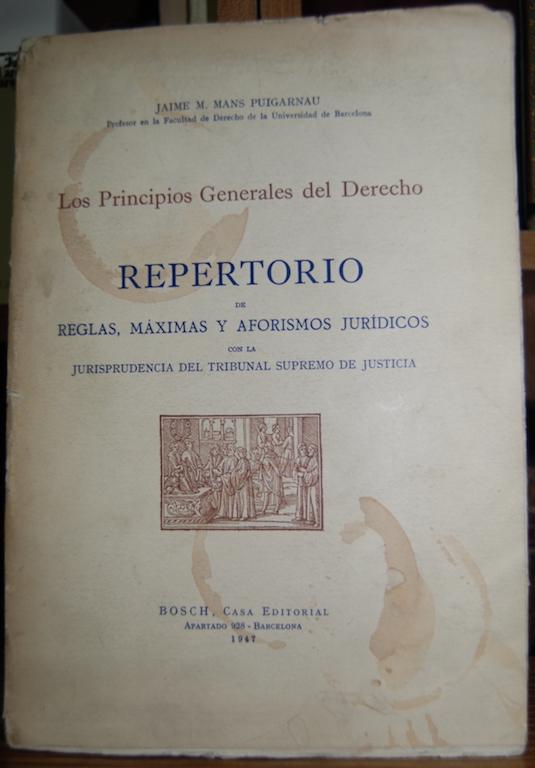 JAIME M. MANS PUIGARNAU
Profesor en la Facultad de Derecho de la Universidad de Barcelona
Los Principios Generales del Derecho
REPERTORIO
DE
REGLAS, MÁXIMAS Y AFORISMOS JURÍDICOS
CON LA
JURISPRUDENCIA DEL TRIBUNAL SUPREMO DE JUSTICIA
BOSCH, CASA EDITORIAL
APARTADO 928 - BARCELONA
1947